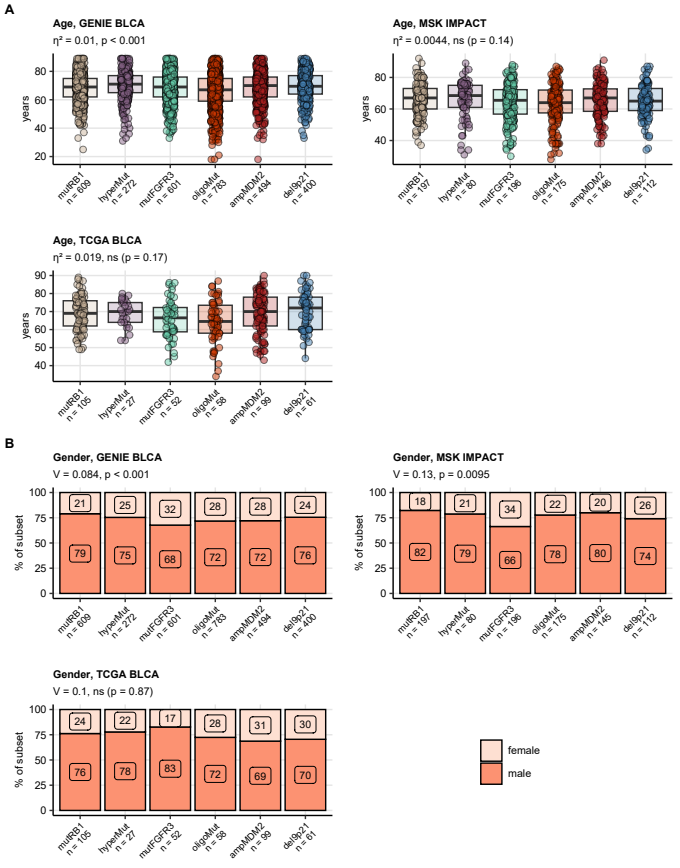 A
Age, GENIE BLCA
η² = 0.01, p < 0.001
years
80
60
40
20
mutRB1
n = 609
hyperMut
n = 272
mutFGFR3
n = 601
oligoMut
n = 783
ampMDM2
n = 494
del9p21
n = 400
Age, MSK IMPACT
η² = 0.0044, ns (p = 0.14)
years
80
60
40
mutRB1
n = 197
hyperMut
n = 80
mutFGFR3
n = 196
oligoMut
n = 175
ampMDM2
n = 146
del9p21
n = 112
Age, TCGA BLCA
η² = 0.019, ns (p = 0.17)
years
90
80
70
60
50
40
mutRB1
n = 105
hyperMut
n = 27
mutFGFR3
n = 52
oligoMut
n = 58
ampMDM2
n = 99
del9p21
n = 61
B
Gender, GENIE BLCA
V = 0.084, p < 0.001
% of subset
100
75
50
25
0
21 25 32 28 28 24
79 75 68 72 72 76
mutRB1
n = 609
hyperMut
n = 272
mutFGFR3
n = 601
oligoMut
n = 783
ampMDM2
n = 494
del9p21
n = 400
Gender, MSK IMPACT
V = 0.13, p = 0.0095
% of subset
100
75
50
25
0
18 21 34 22 20 26
82 79 66 78 80 74
mutRB1
n = 197
hyperMut
n = 80
mutFGFR3
n = 196
oligoMut
n = 175
ampMDM2
n = 145
del9p21
n = 112
Gender, TCGA BLCA
V = 0.1, ns (p = 0.87)
% of subset
100
75
50
25
0
24 22 17 28 31 30
76 78 83 72 69 70
mutRB1
n = 105
hyperMut
n = 27
mutFGFR3
n = 52
oligoMut
n = 58
ampMDM2
n = 99
del9p21
n = 61
female
male